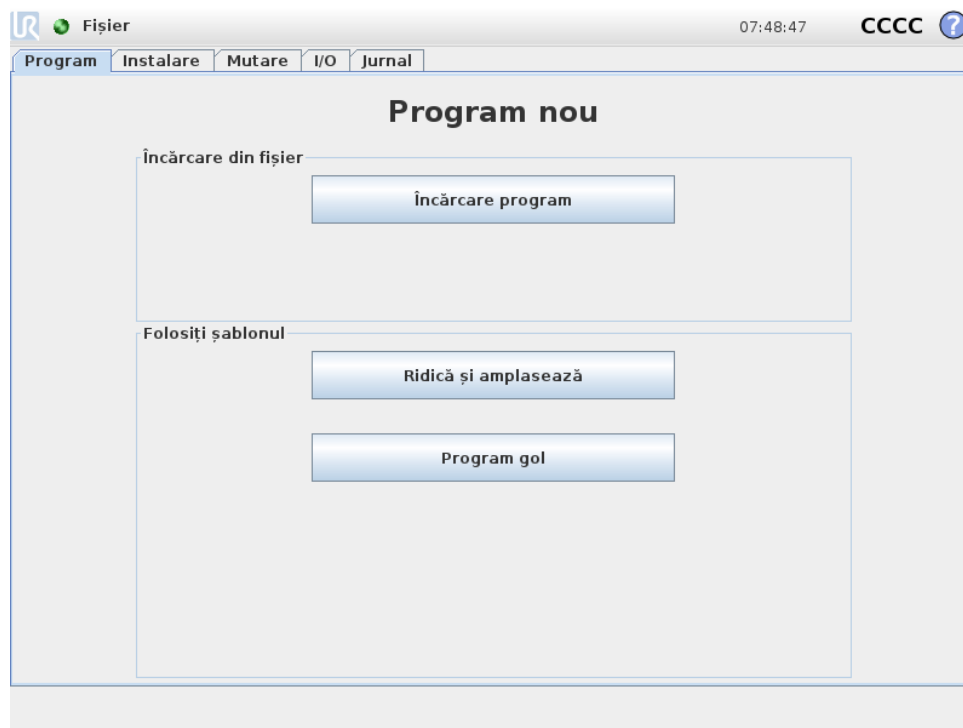 UR Fișier 07:48:47 CCCC ?
Program Instalare Mutare I/O Jurnal
Program nou
Încărcare din fișier
Încărcare program
Folosiți șablonul
Ridică și amplasează
Program gol